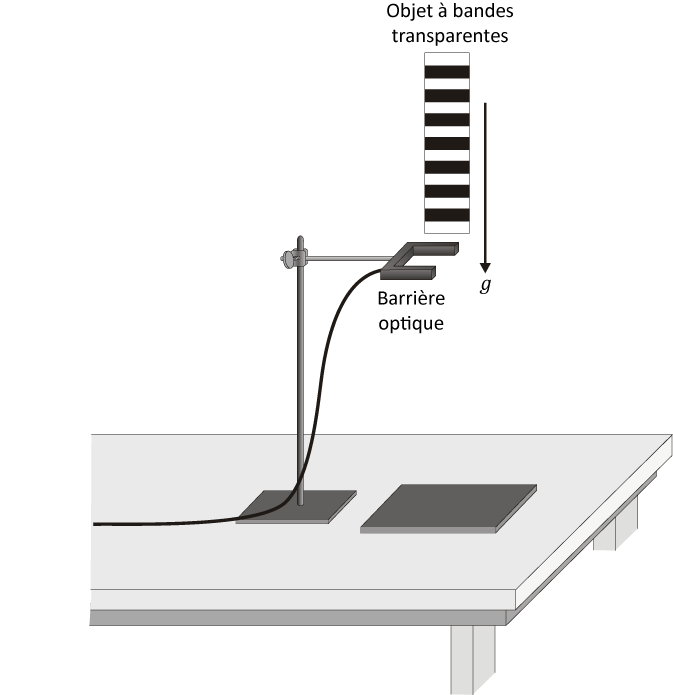 Objet à bandes
transparentes
g
Barrière
optique